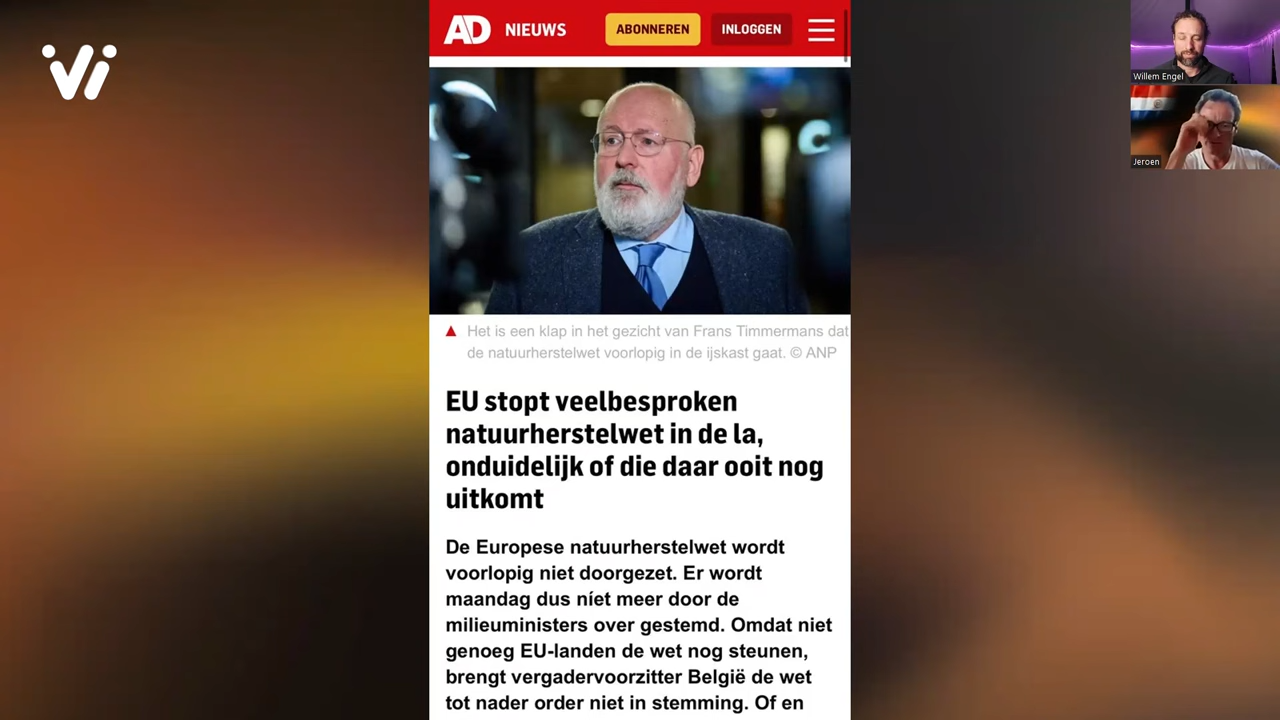 Vi
AD NIEUWS ABONNEREN INLOGGEN
Willem Engel
Jeroen
Het is een klap in het gezicht van Frans Timmermans dat
de natuurherstelwet voorlopig in de ijskast gaat. © ANP
EU stopt veelbesproken
natuurherstelwet in de la,
onduidelijk of die daar ooit nog
uitkomt
De Europese natuurherstelwet wordt
voorlopig niet doorgezet. Er wordt
maandag dus níet meer door de
milieuministers over gestemd. Omdat niet
genoeg EU-landen de wet nog steunen,
brengt vergadervoorzitter België de wet
tot nader order niet in stemming. Of en